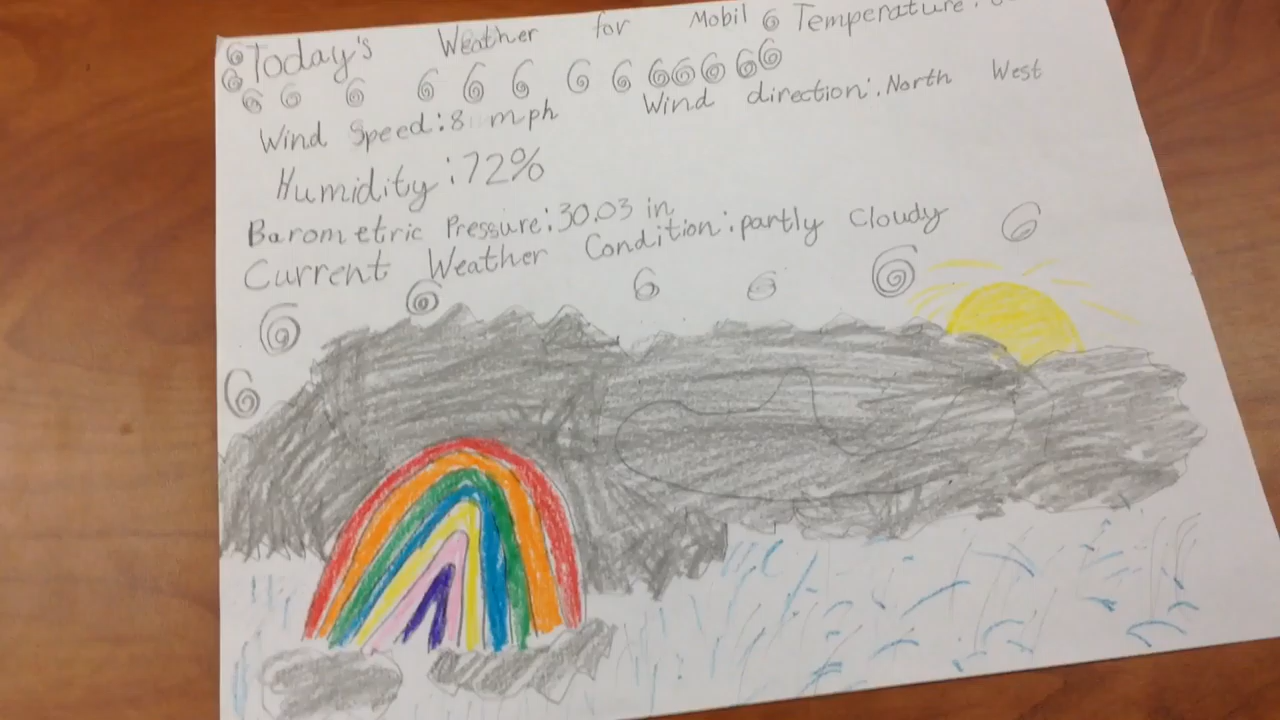 Today's Weather for Mobil Temperature:
Wind Speed: 8 mph Wind direction: North West
Humidity: 72%
Barometric Pressure: 30.03 in
Current Weather Condition: partly Cloudy